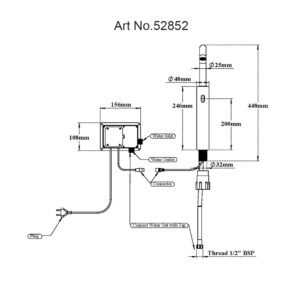 Art No.52852
Ø25mm
Ø48mm
156mm
246mm
448mm
200mm
108mm
Water Inlet
Water Outlet
Ø32mm
Connector
Plug
Connect Water Out with Tap
Thread 1/2" BSP